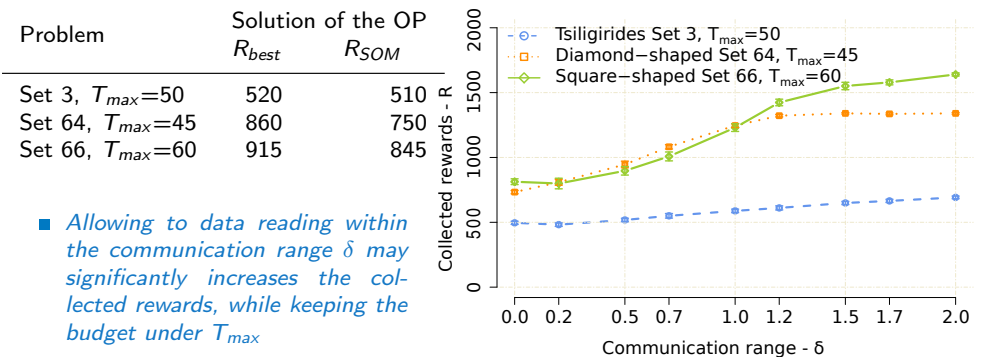 Problem
Solution of the OP
R_best R_SOM
Set 3, T_max=50 520 510
Set 64, T_max=45 860 750
Set 66, T_max=60 915 845
Allowing to data reading within
the communication range δ may
significantly increases the col-
lected rewards, while keeping the
budget under T_max
Tsiligirides Set 3, T_max=50
Diamond−shaped Set 64, T_max=45
Square−shaped Set 66, T_max=60
Collected rewards - R
2000
1500
1000
500
0
0.0 0.2 0.5 0.7 1.0 1.2 1.5 1.7 2.0
Communication range - δ